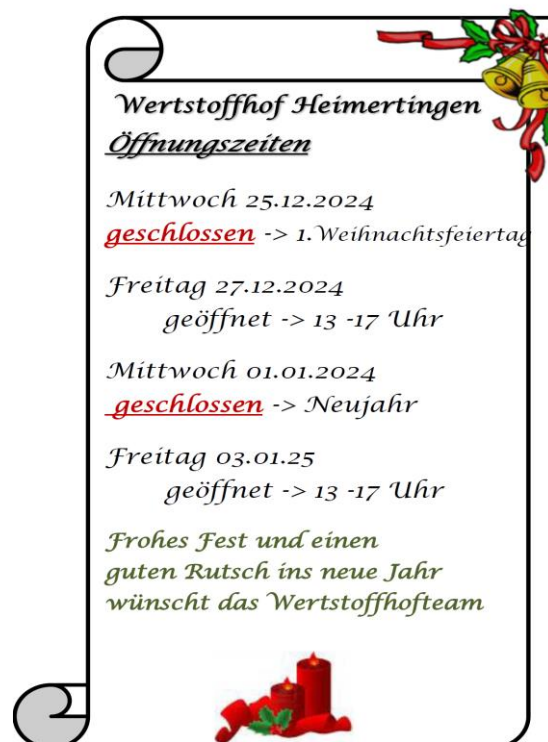 Wertstoffhof Heimertingen
Öffnungszeiten
Mittwoch 25.12.2024
geschlossen -> 1.Weihnachtsfeiertag
Freitag 27.12.2024
geöffnet -> 13 -17 Uhr
Mittwoch 01.01.2024
geschlossen -> Neujahr
Freitag 03.01.25
geöffnet -> 13 -17 Uhr
Frohes Fest und einen
guten Rutsch ins neue Jahr
wünscht das Wertstoffhofteam